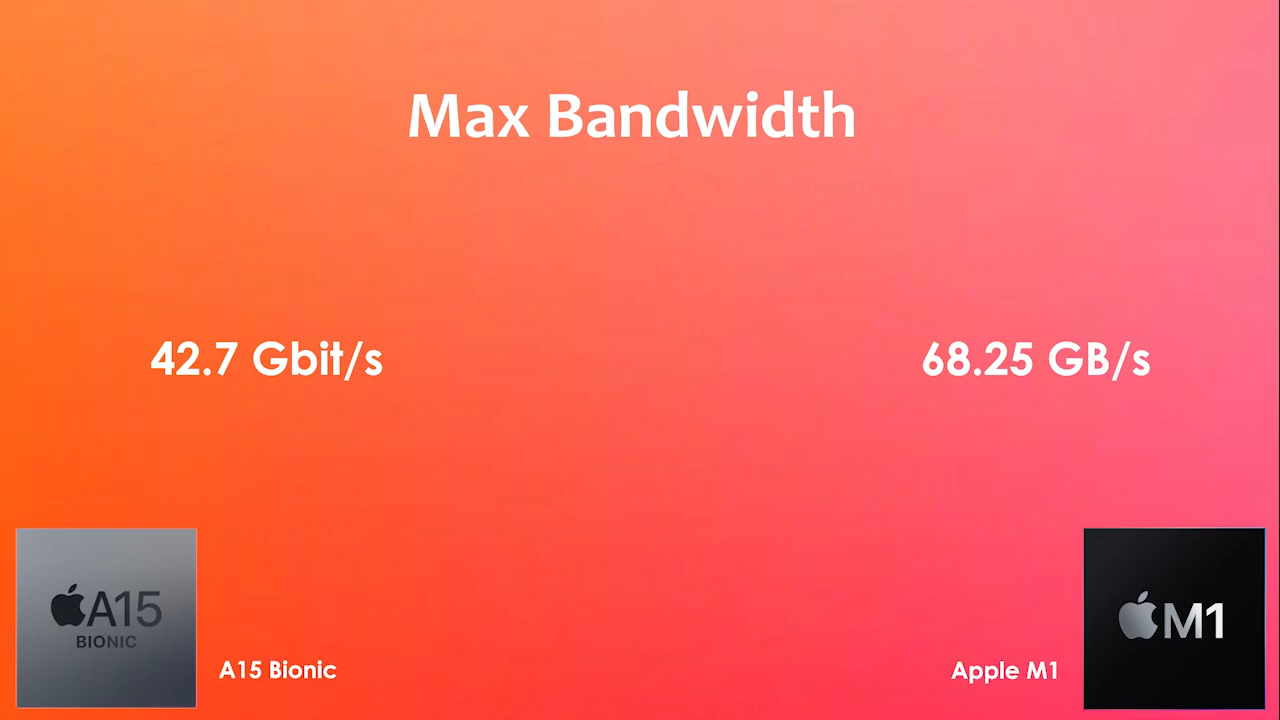 Max Bandwidth
42.7 Gbit/s
68.25 GB/s
A15
BIONIC
A15 Bionic
Apple M1
M1